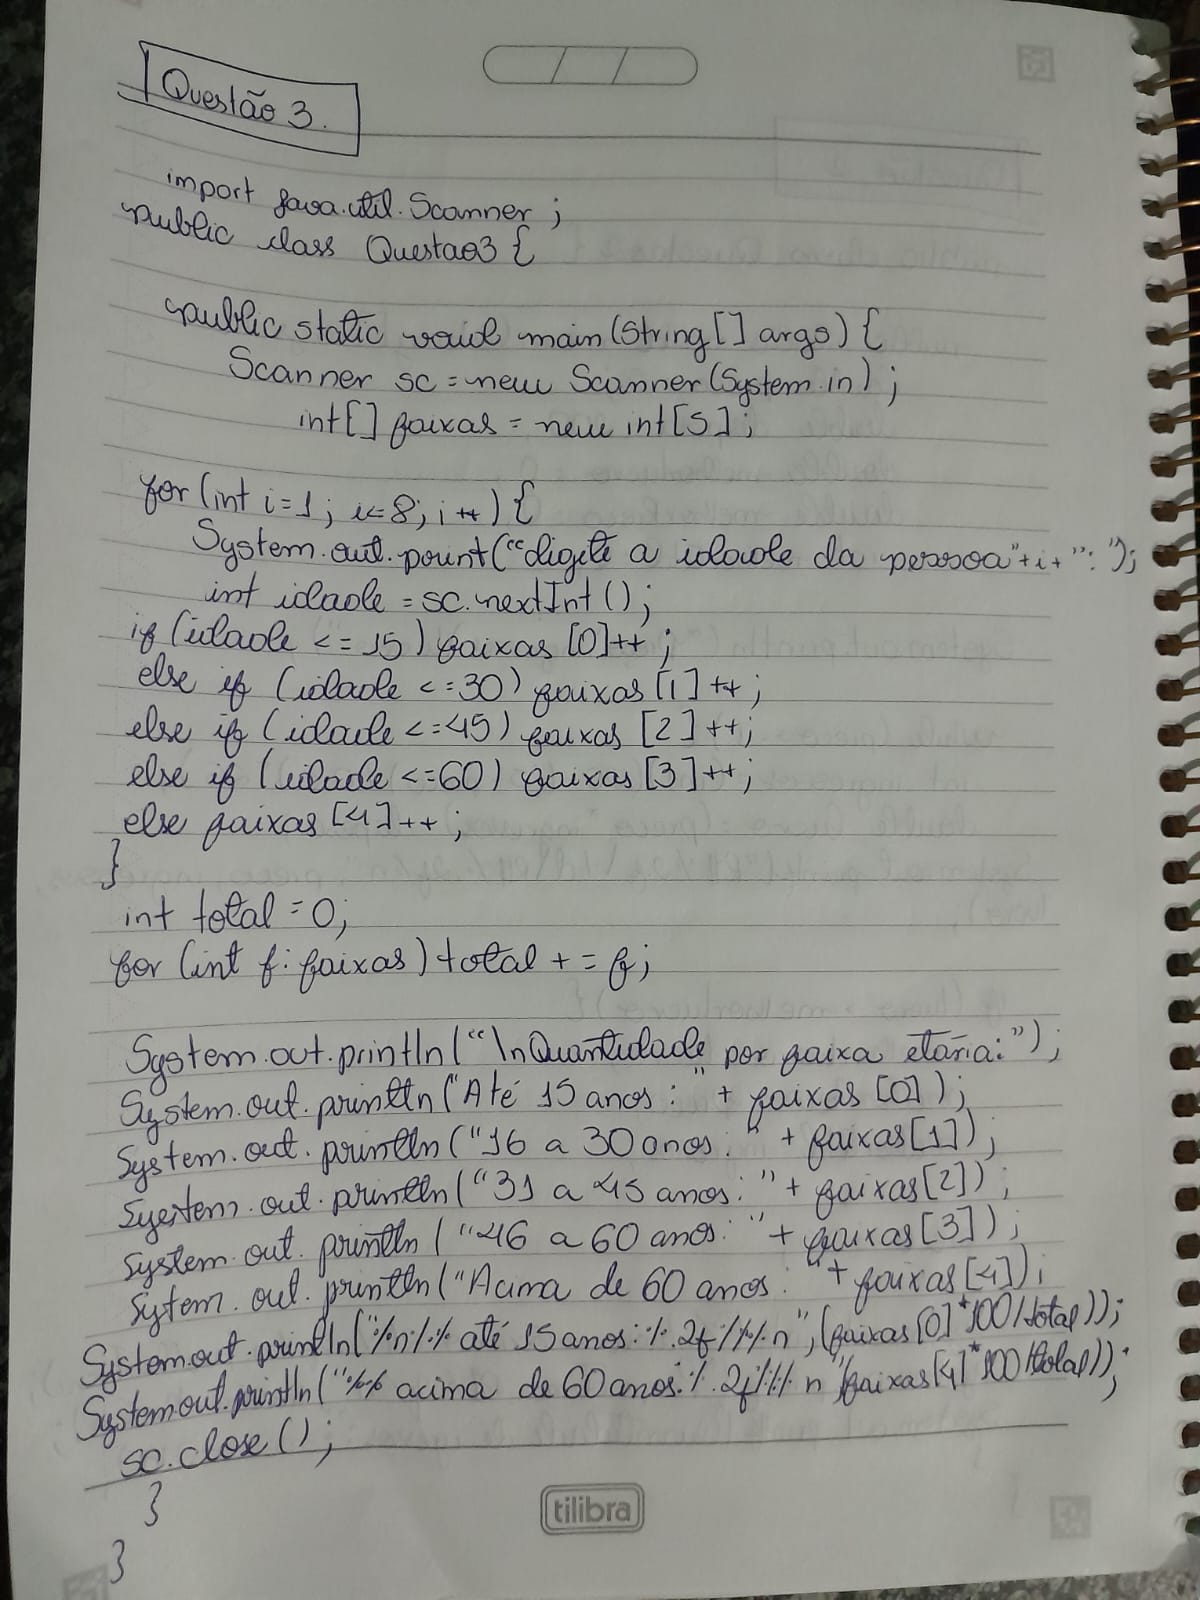 Questão 3.
import java.util.Scanner;
public class Questao3 {
public static void main (String[] args) {
Scanner sc = new Scanner (System.in);
int[] faixas = new int[5];
for (int i=1; i<=8; i++) {
System.out.print("digite a idade da pessoa"+i+": ");
int idade = sc.nextInt();
if (idade <= 15) faixas [0]++;
else if (idade <=30) faixas [1]++;
else if (idade <=45) faixas [2]++;
else if (idade <=60) faixas [3]++;
else faixas [4]++;
}
int total = 0;
for (int f: faixas) total += f;
System.out.println("\nQuantidade por faixa etária:");
System.out.println("Até 15 anos: " + faixas [0]);
System.out.println("16 a 30 anos: " + faixas[1]);
System.out.println("31 a 45 anos: " + faixas[2]);
System.out.println("46 a 60 anos: " + faixas[3]);
Sytem.out.println("Acima de 60 anos: " + faixas[4]);
System.out.println("%n%% até 15 anos: %.2f%%%n", (faixas[0]*100/total));
System.out.println("%% acima de 60 anos: %.2f%%%n" faixas[4]*100/total));
sc.close();
}
}
tilibra